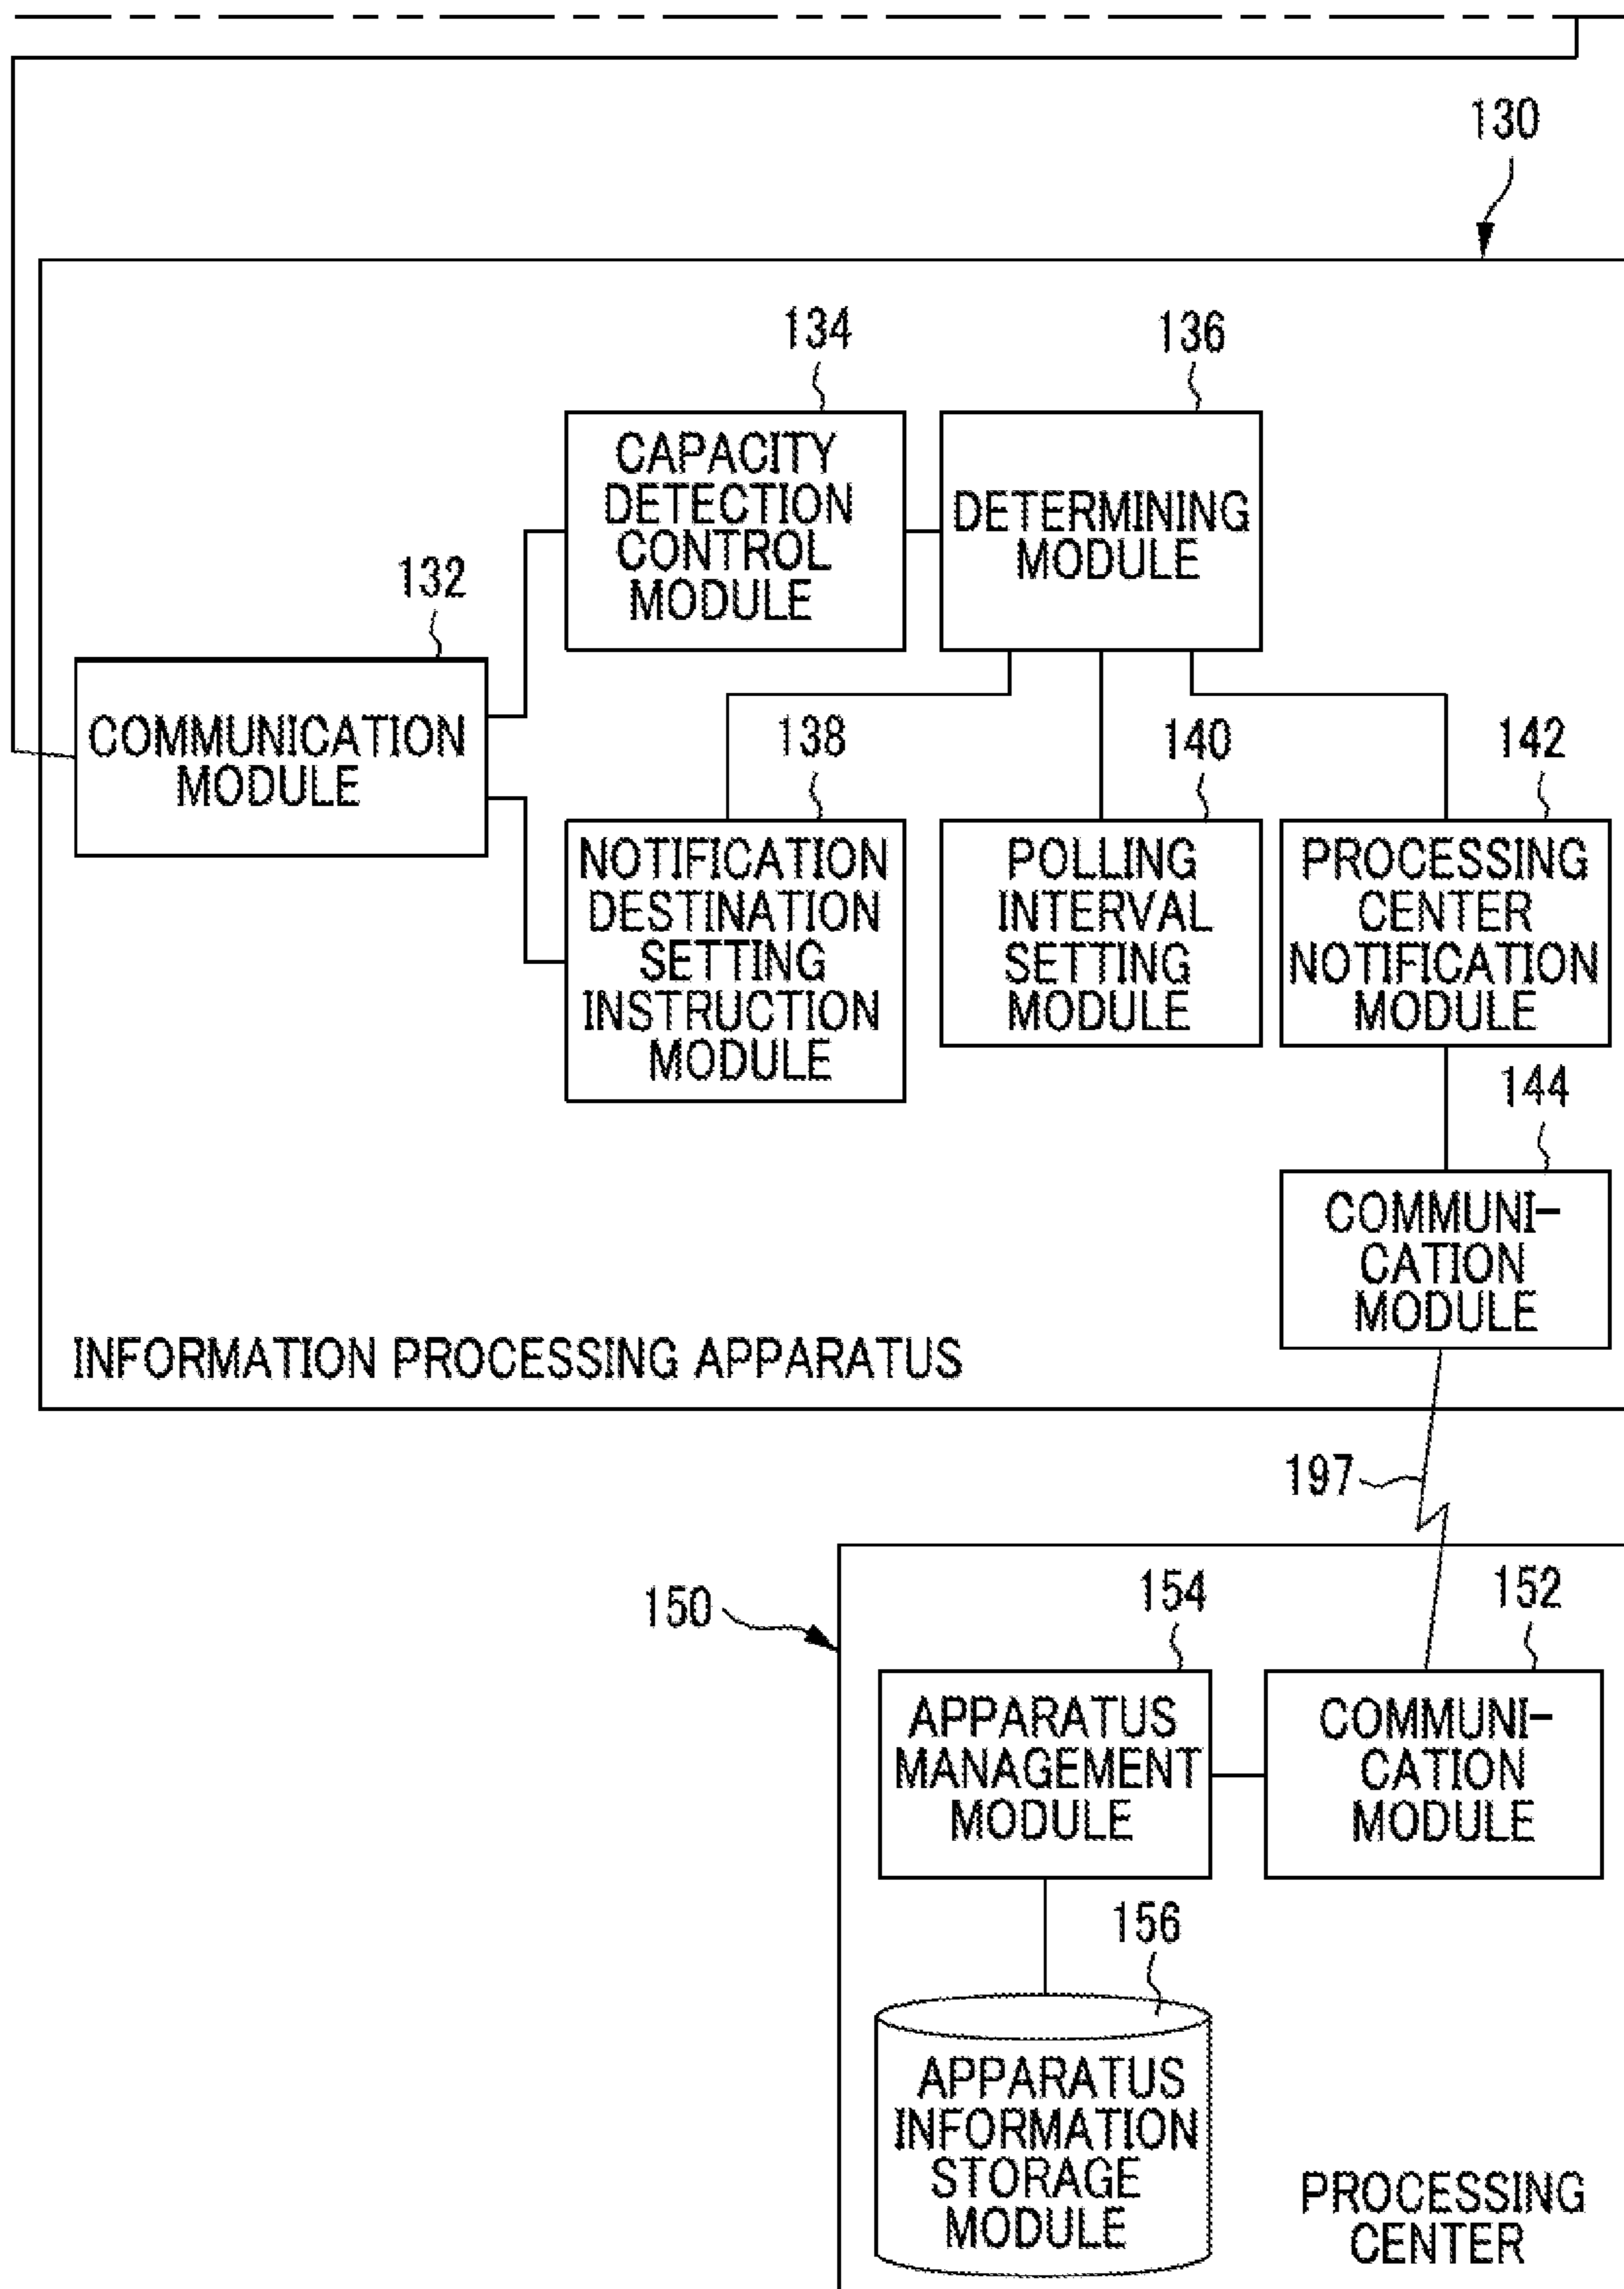 130
134
136
CAPACITY
DETECTION
CONTROL
MODULE
DETERMINING
MODULE
132
COMMUNICATION
MODULE
138
140
142
NOTIFICATION
DESTINATION
SETTING
INSTRUCTION
MODULE
POLLING
INTERVAL
SETTING
MODULE
PROCESSING
CENTER
NOTIFICATION
MODULE
144
COMMUNI-
CATION
MODULE
INFORMATION PROCESSING APPARATUS
197
150
154
152
APPARATUS
MANAGEMENT
MODULE
COMMUNI-
CATION
MODULE
156
APPARATUS
INFORMATION
STORAGE
MODULE
PROCESSING
CENTER